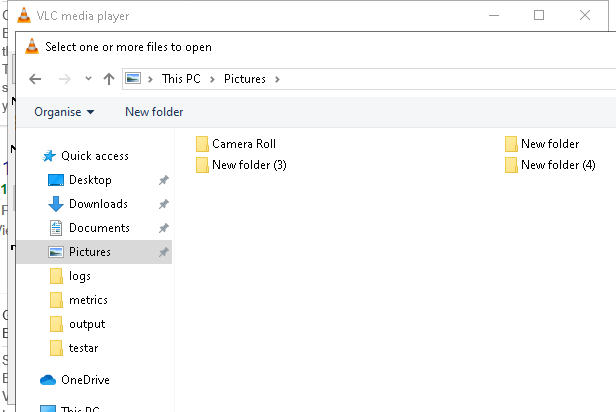 VLC media player
Select one or more files to open
This PC > Pictures >
Organise New folder
Camera Roll New folder
New folder (3) New folder (4)
Quick access
Desktop
Downloads
Documents
Pictures
logs
metrics
output
testar
OneDrive
This PC